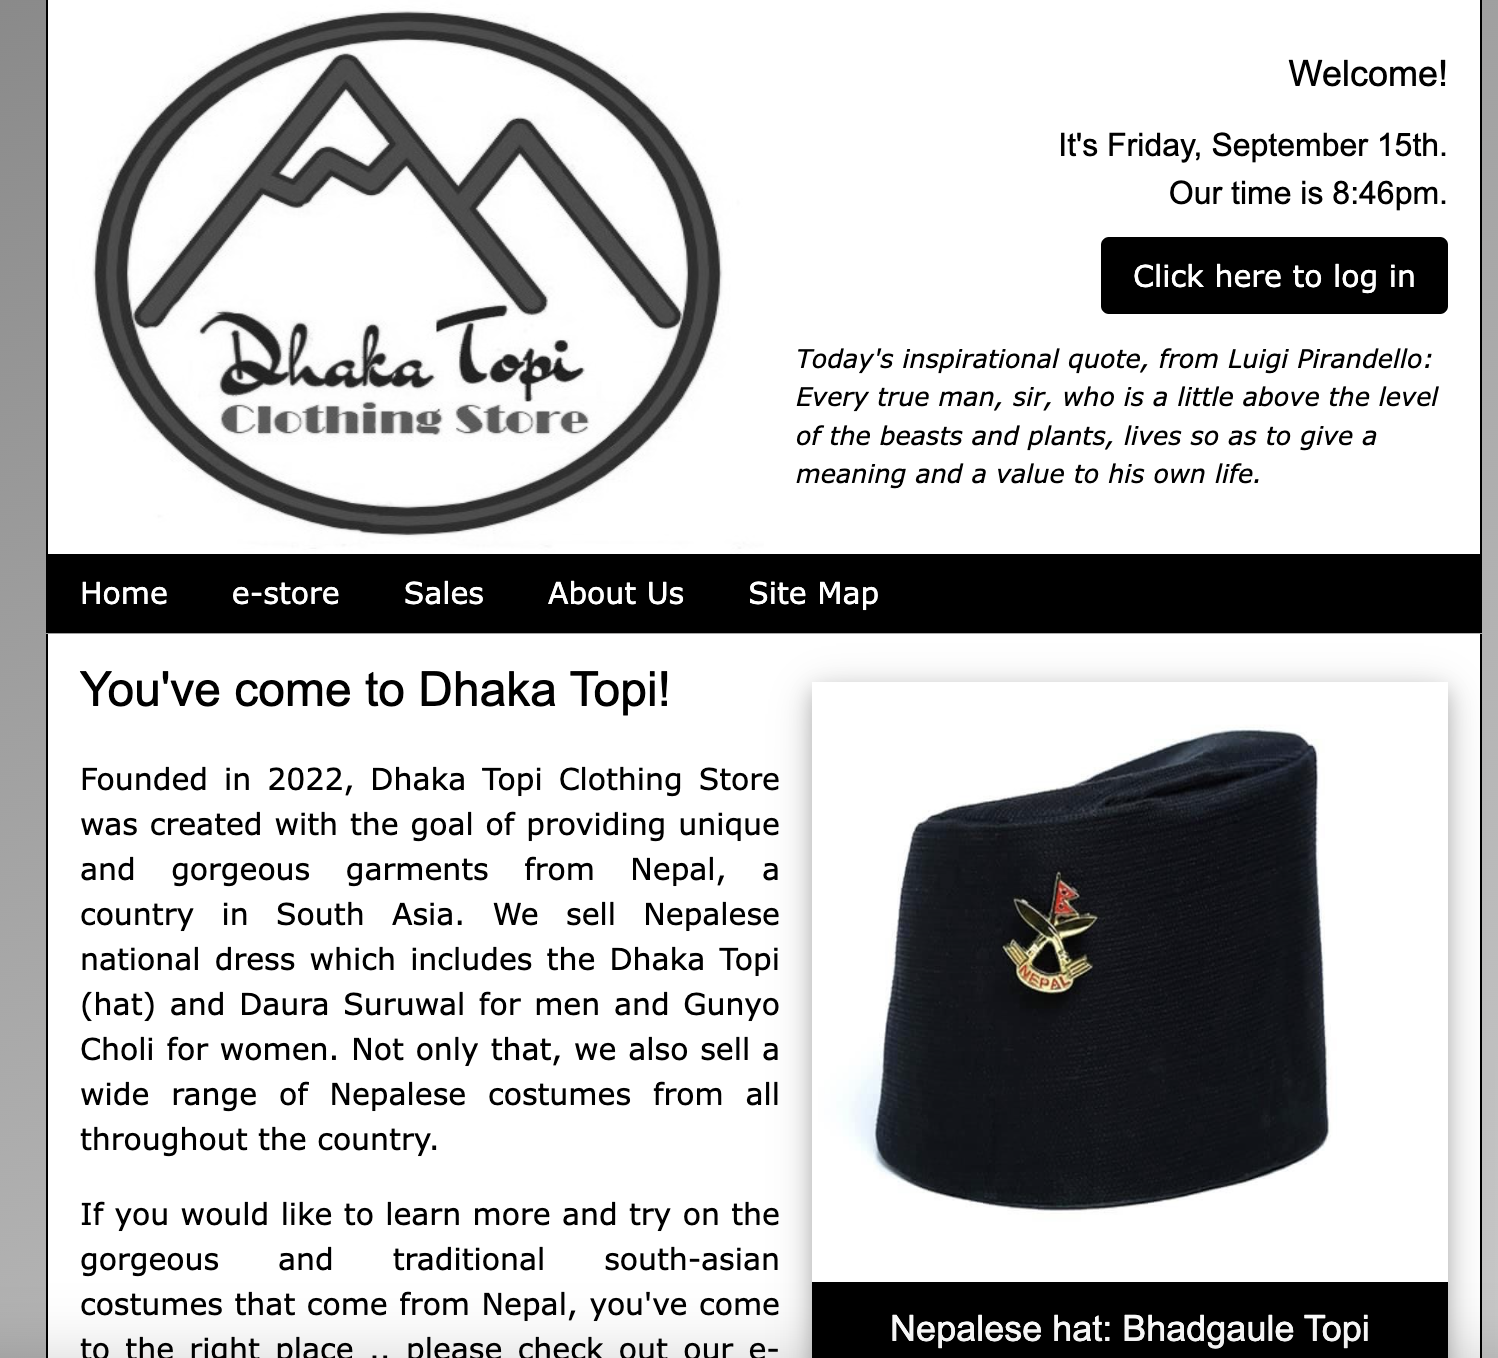 Dhaka Topi
Clothing Store
Welcome!
It's Friday, September 15th.
Our time is 8:46pm.
Click here to log in
Today's inspirational quote, from Luigi Pirandello:
Every true man, sir, who is a little above the level
of the beasts and plants, lives so as to give a
meaning and a value to his own life.
Home e-store Sales About Us Site Map
You've come to Dhaka Topi!
Founded in 2022, Dhaka Topi Clothing Store
was created with the goal of providing unique
and gorgeous garments from Nepal, a
country in South Asia. We sell Nepalese
national dress which includes the Dhaka Topi
(hat) and Daura Suruwal for men and Gunyo
Choli for women. Not only that, we also sell a
wide range of Nepalese costumes from all
throughout the country.
If you would like to learn more and try on the
gorgeous and traditional south-asian
costumes that come from Nepal, you've come
to the right place .. please check out our e-
NEPAL
Nepalese hat: Bhadgaule Topi